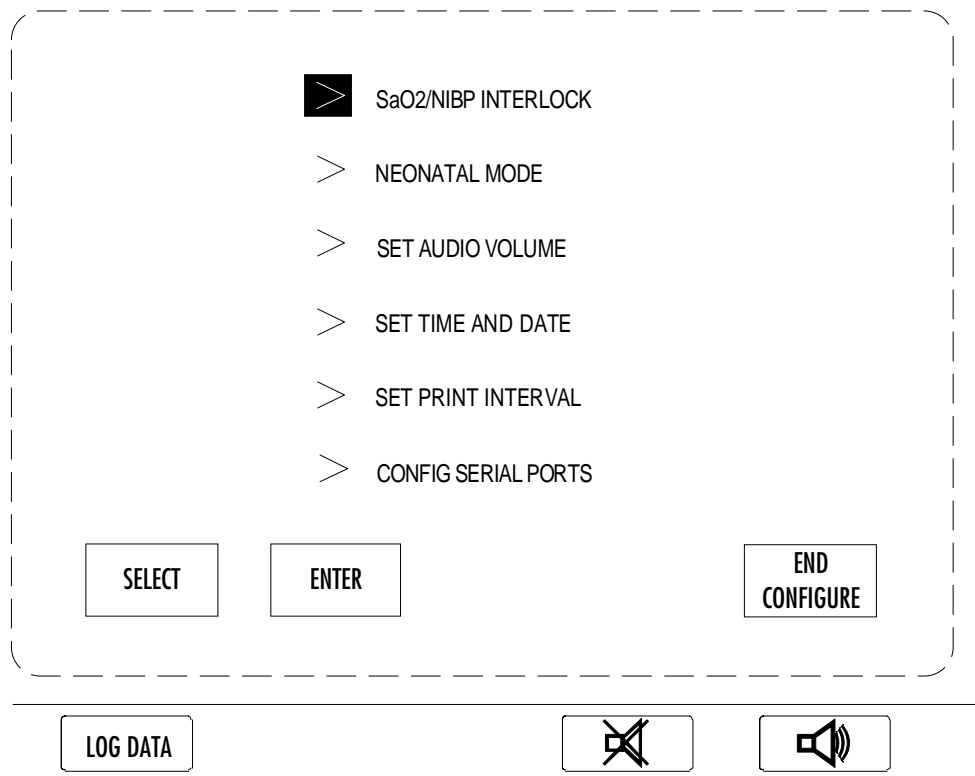 > SaO2/NIBP INTERLOCK
> NEONATAL MODE
> SET AUDIO VOLUME
> SET TIME AND DATE
> SET PRINT INTERVAL
> CONFIG SERIAL PORTS
SELECT ENTER
END
CONFIGURE
LOG DATA